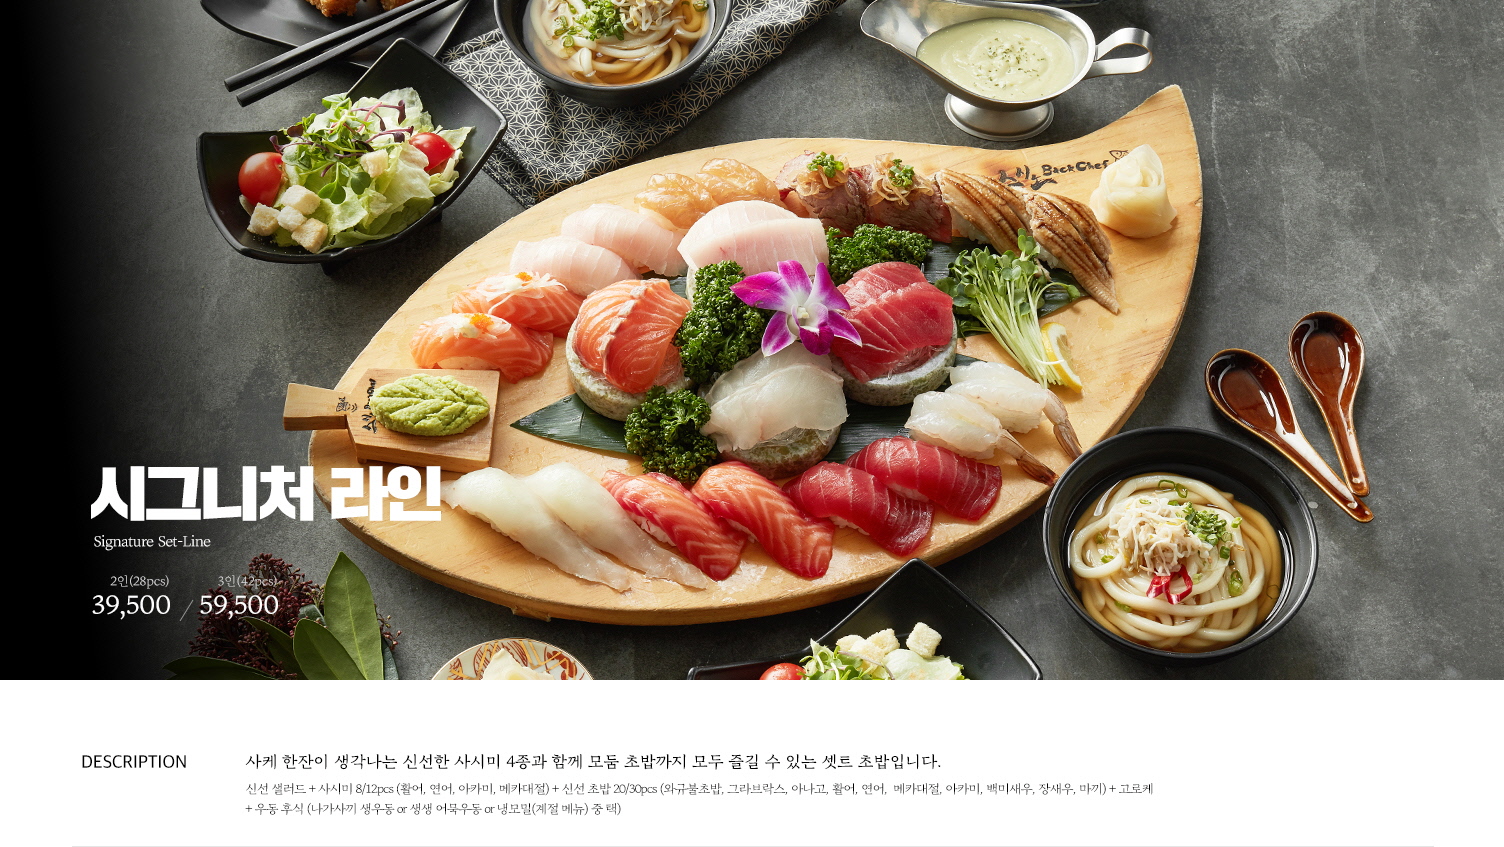 BackChef
시그니처 라인
Signature Set-Line
2인(28pcs) 3인(42pcs)
39,500 / 59,500
DESCRIPTION
사케 한잔이 생각나는 신선한 사시미 4종과 함께 모둠 초밥까지 모두 즐길 수 있는 셋트 초밥입니다.
신선 샐러드 + 사시미 8/12pcs (활어, 연어, 아카미, 메카대절) + 신선 초밥 20/30pcs (와규불초밥, 그라브락스, 아나고, 활어, 연어, 메카대절, 아카미, 백미새우, 장새우, 마끼) + 고로케
+ 우동 후식 (나가사끼 생우동 or 생생 어묵우동 or 냉모밀(계절 메뉴) 중 택)